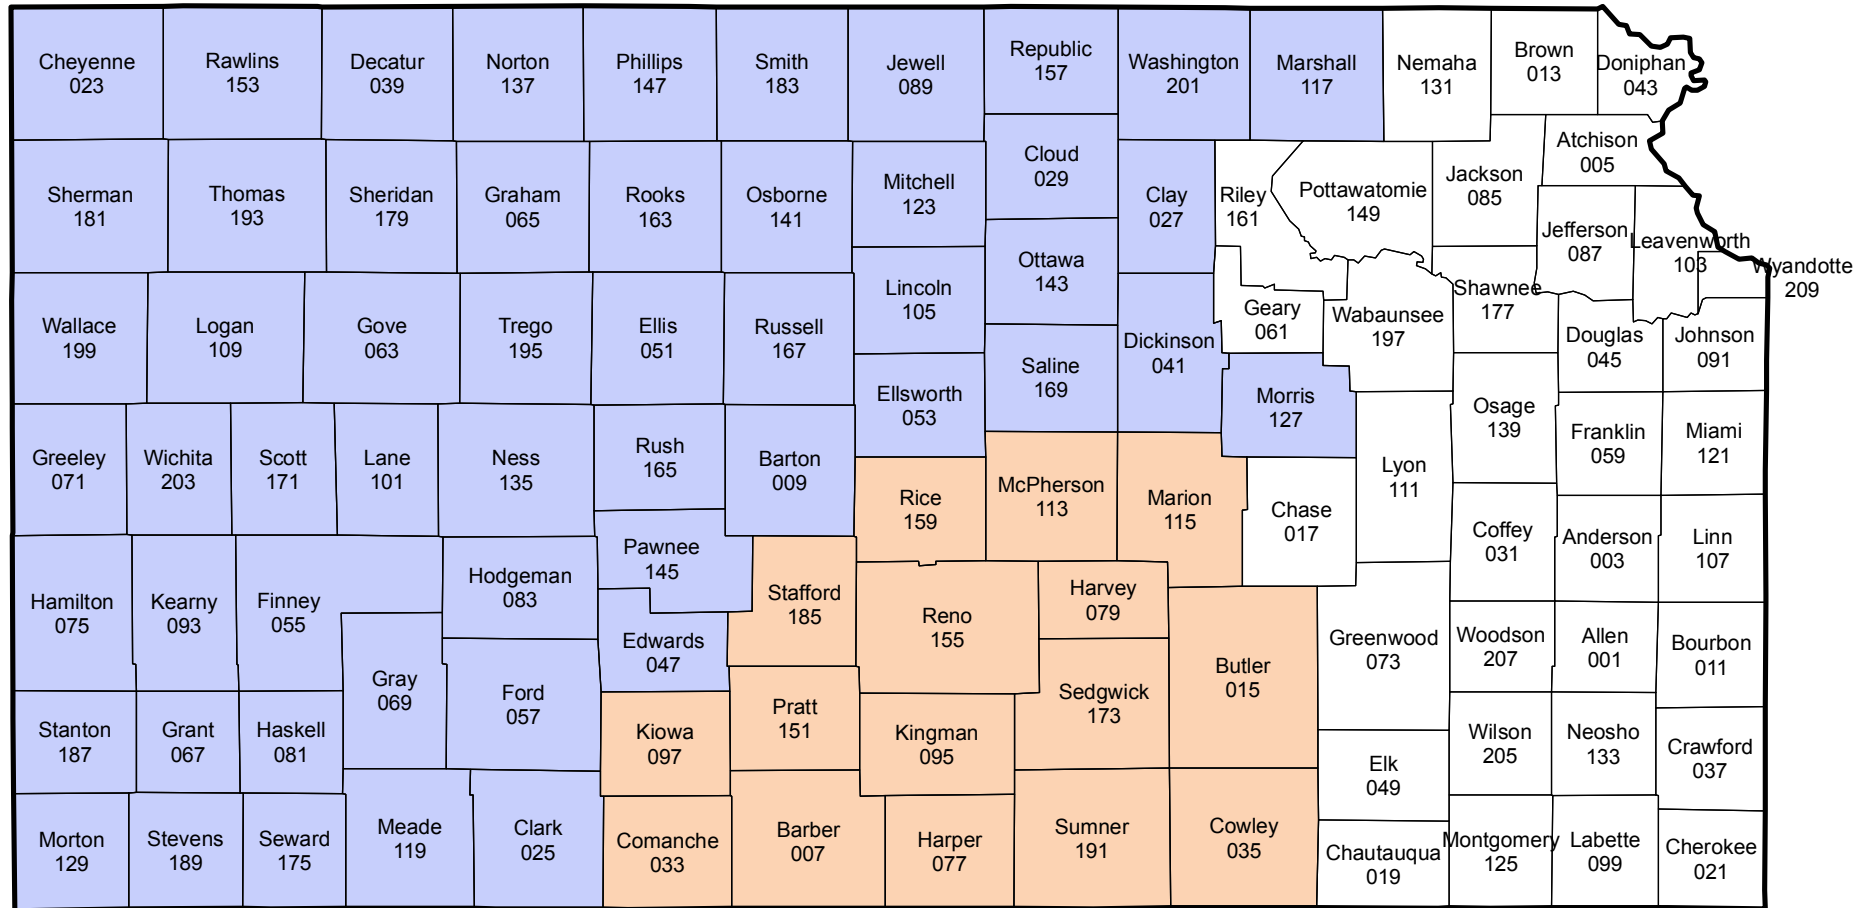 Cheyenne
023
Rawlins
153
Decatur
039
Norton
137
Phillips
147
Smith
183
Jewell
089
Republic
157
Washington
201
Marshall
117
Nemaha
131
Brown
013
Doniphan
043
Atchison
005
Sherman
181
Thomas
193
Sheridan
179
Graham
065
Rooks
163
Osborne
141
Mitchell
123
Cloud
029
Clay
027
Riley
161
Pottawatomie
149
Jackson
085
Jefferson
087
Leavenworth
103
Wyandotte
209
Ottawa
143
Lincoln
105
Wallace
199
Logan
109
Gove
063
Trego
195
Ellis
051
Russell
167
Dickinson
041
Geary
061
Wabaunsee
197
Shawnee
177
Douglas
045
Johnson
091
Ellsworth
053
Saline
169
Morris
127
Osage
139
Franklin
059
Miami
121
Greeley
071
Wichita
203
Scott
171
Lane
101
Ness
135
Rush
165
Barton
009
Rice
159
McPherson
113
Marion
115
Chase
017
Lyon
111
Coffey
031
Anderson
003
Linn
107
Hamilton
075
Kearny
093
Finney
055
Hodgeman
083
Pawnee
145
Stafford
185
Reno
155
Harvey
079
Edwards
047
Gray
069
Ford
057
Sedgwick
173
Butler
015
Greenwood
073
Woodson
207
Allen
001
Bourbon
011
Stanton
187
Grant
067
Haskell
081
Kiowa
097
Pratt
151
Kingman
095
Elk
049
Wilson
205
Neosho
133
Crawford
037
Morton
129
Stevens
189
Seward
175
Meade
119
Clark
025
Comanche
033
Barber
007
Harper
077
Sumner
191
Cowley
035
Chautauqua
019
Montgomery
125
Labette
099
Cherokee
021